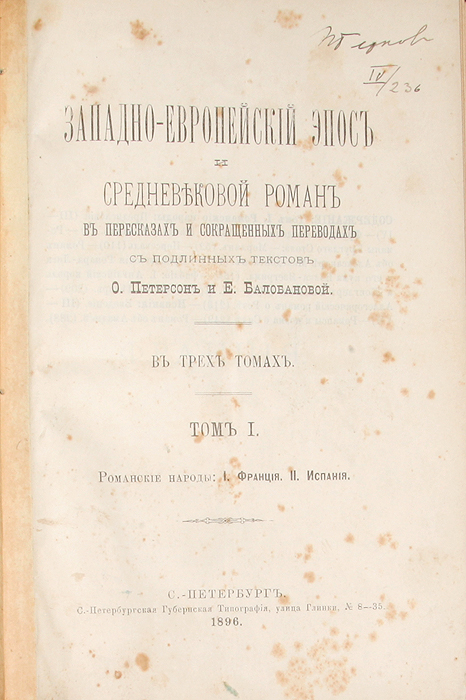 IV/236
ЗАПАДНО-ЕВРОПЕЙСКІЙ ЭПОСЪ
И
СРЕДНЕВѢКОВОЙ РОМАНЪ
ВЪ ПЕРЕСКАЗАХЪ И СОКРАЩЕННЫХЪ ПЕРЕВОДАХЪ
СЪ ПОДЛИННЫХЪ ТЕКСТОВЪ
О. ПЕТЕРСОНЪ И Е. БАЛОБАНОВОЙ.
ВЪ ТРЕХЪ ТОМАХЪ.
ТОМЪ I.
РОМАНСКІЕ НАРОДЫ: I. ФРАНЦІЯ. II. ИСПАНІЯ.
С.-ПЕТЕРБУРГЪ.
С.-Петербургская Губернская Типографія, улица Глинки, № 8—35.
1896.